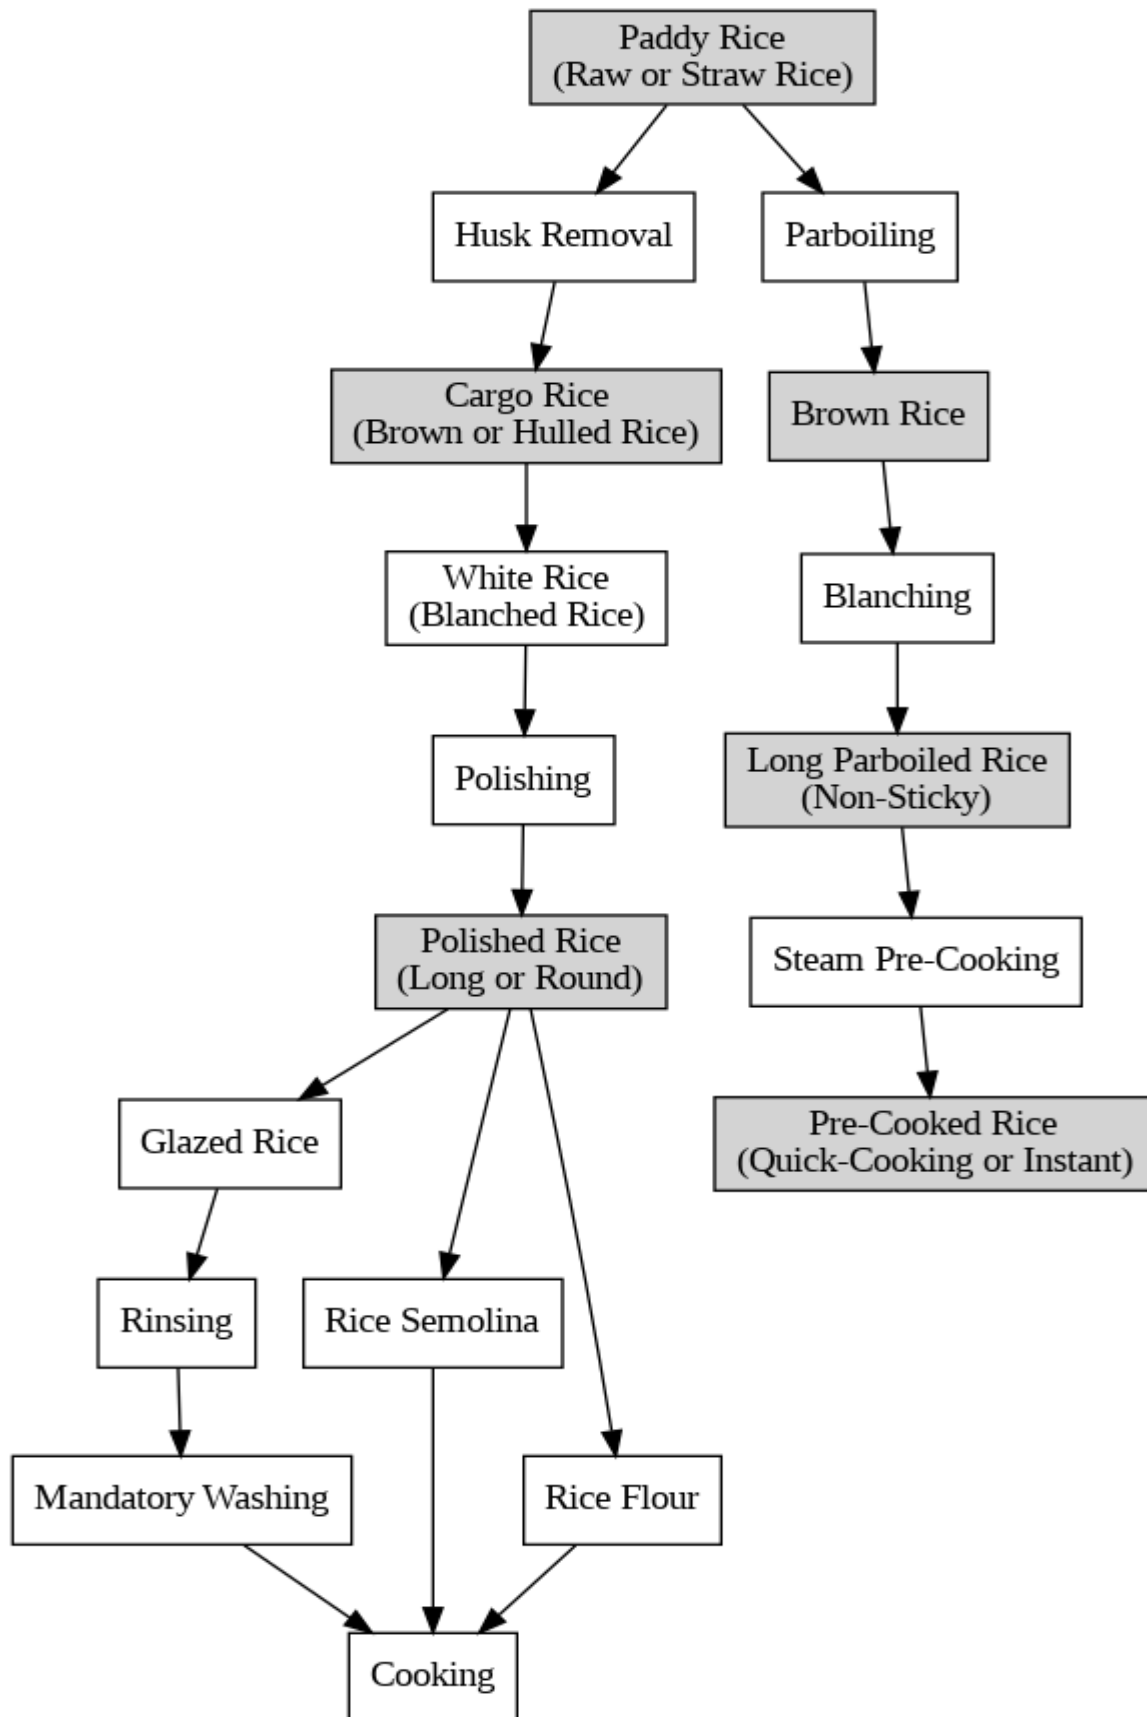 Paddy Rice
(Raw or Straw Rice)
Husk Removal
Parboiling
Cargo Rice
(Brown or Hulled Rice)
Brown Rice
White Rice
(Blanched Rice)
Blanching
Polishing
Long Parboiled Rice
(Non-Sticky)
Polished Rice
(Long or Round)
Steam Pre-Cooking
Glazed Rice
Pre-Cooked Rice
(Quick-Cooking or Instant)
Rinsing
Rice Semolina
Mandatory Washing
Rice Flour
Cooking